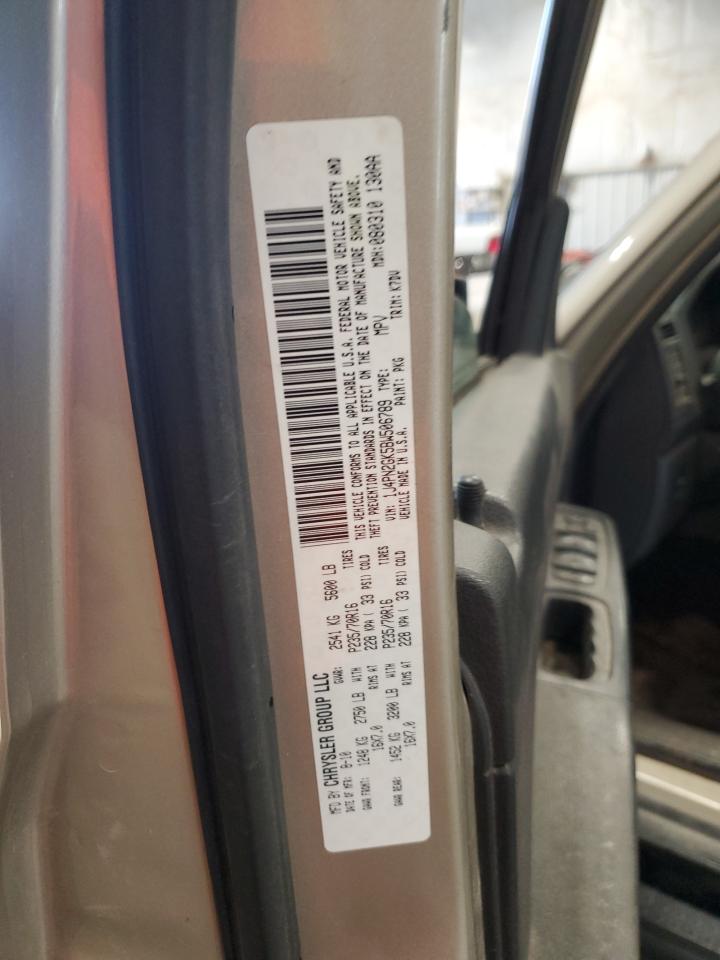 MFD BY CHRYSLER GROUP LLC
DATE OF MFR: 8-10 GVWR: 2541 KG 5600 LB
GAWR FRONT: 1248 KG 2750 LB WITH P235/70R16 TIRES
16X7.0 RIMS AT 228 KPA ( 33 PSI) COLD
GAWR REAR: 1452 KG 3200 LB WITH P235/70R16 TIRES
16X7.0 RIMS AT 228 KPA ( 33 PSI) COLD
THIS VEHICLE CONFORMS TO ALL APPLICABLE U.S.A. FEDERAL MOTOR VEHICLE SAFETY AND
THEFT PREVENTION STANDARDS IN EFFECT ON THE DATE OF MANUFACTURE SHOWN ABOVE.
VIN: 1J4PN2GK5BW506789 TYPE: MPV MDH:080310 130AA
VEHICLE MADE IN U.S.A. PAINT: PKG TRIM: K7DV